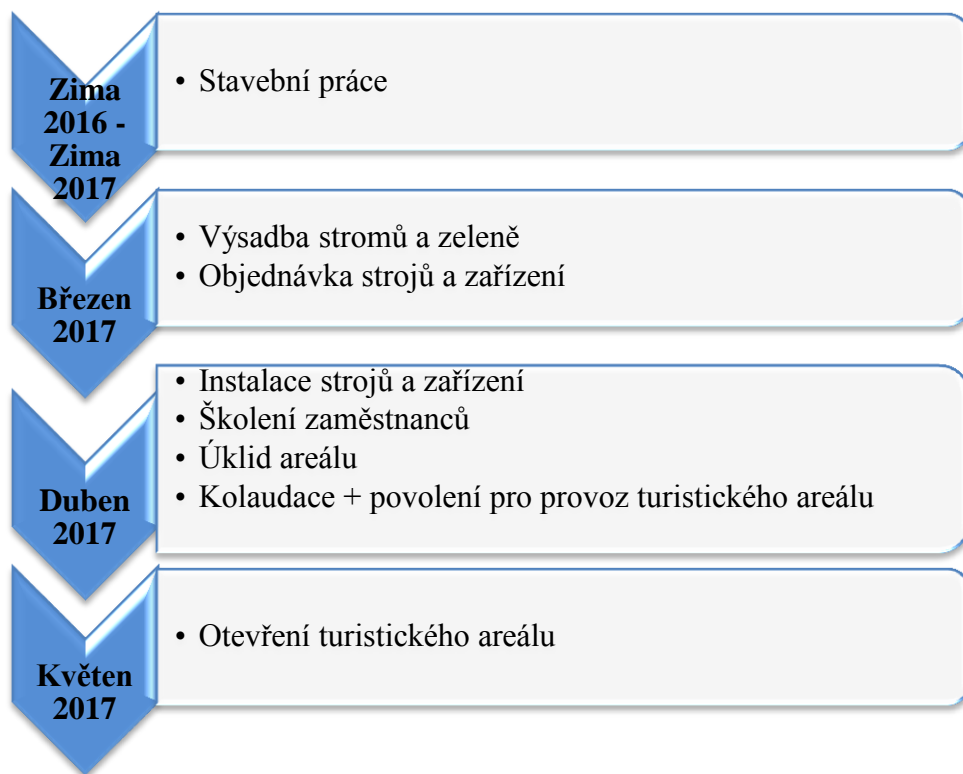 Zima
2016 -
Zima
2017
• Stavební práce
Březen
2017
• Výsadba stromů a zeleně
• Objednávka strojů a zařízení
Duben
2017
• Instalace strojů a zařízení
• Školení zaměstnanců
• Úklid areálu
• Kolaudace + povolení pro provoz turistického areálu
Květen
2017
• Otevření turistického areálu